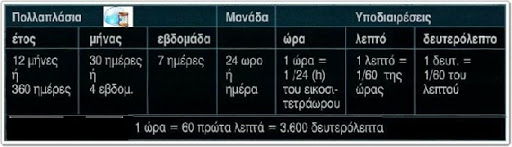 Πολλαπλάσια Μονάδα Υποδιαιρέσεις
έτος μήνας εβδομάδα ώρα λεπτό δευτερόλεπτο
12 μήνες 30 ημέρες 7 ημέρες 24 ωρο 1 ώρα = 1 λεπτό = 1 δευτ. =
ή ή ή 1 /24 (h) 1/60 της 1/60 του
360 ημέρες 4 εβδομ. ημέρα του εικοσι- ώρας λεπτού
τετράωρου
1 ώρα = 60 πρώτα λεπτά = 3.600 δευτερόλεπτα